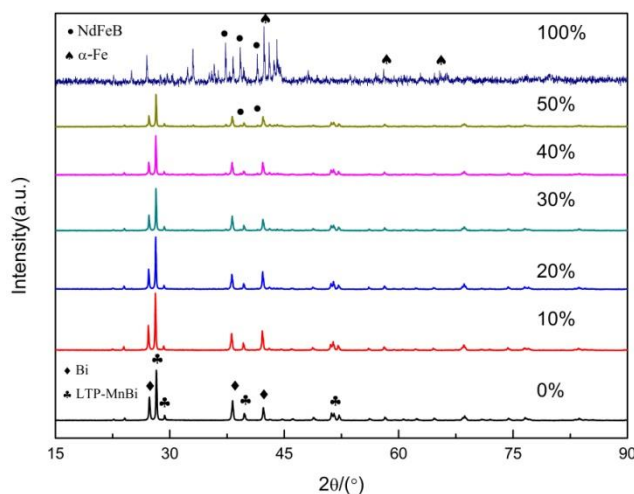 ● NdFeB
♠ α-Fe
100%
50%
40%
30%
20%
10%
♦ Bi
♣ LTP-MnBi
0%
Intensity(a.u.)
15 30 45 60 75 90
2θ/(°)